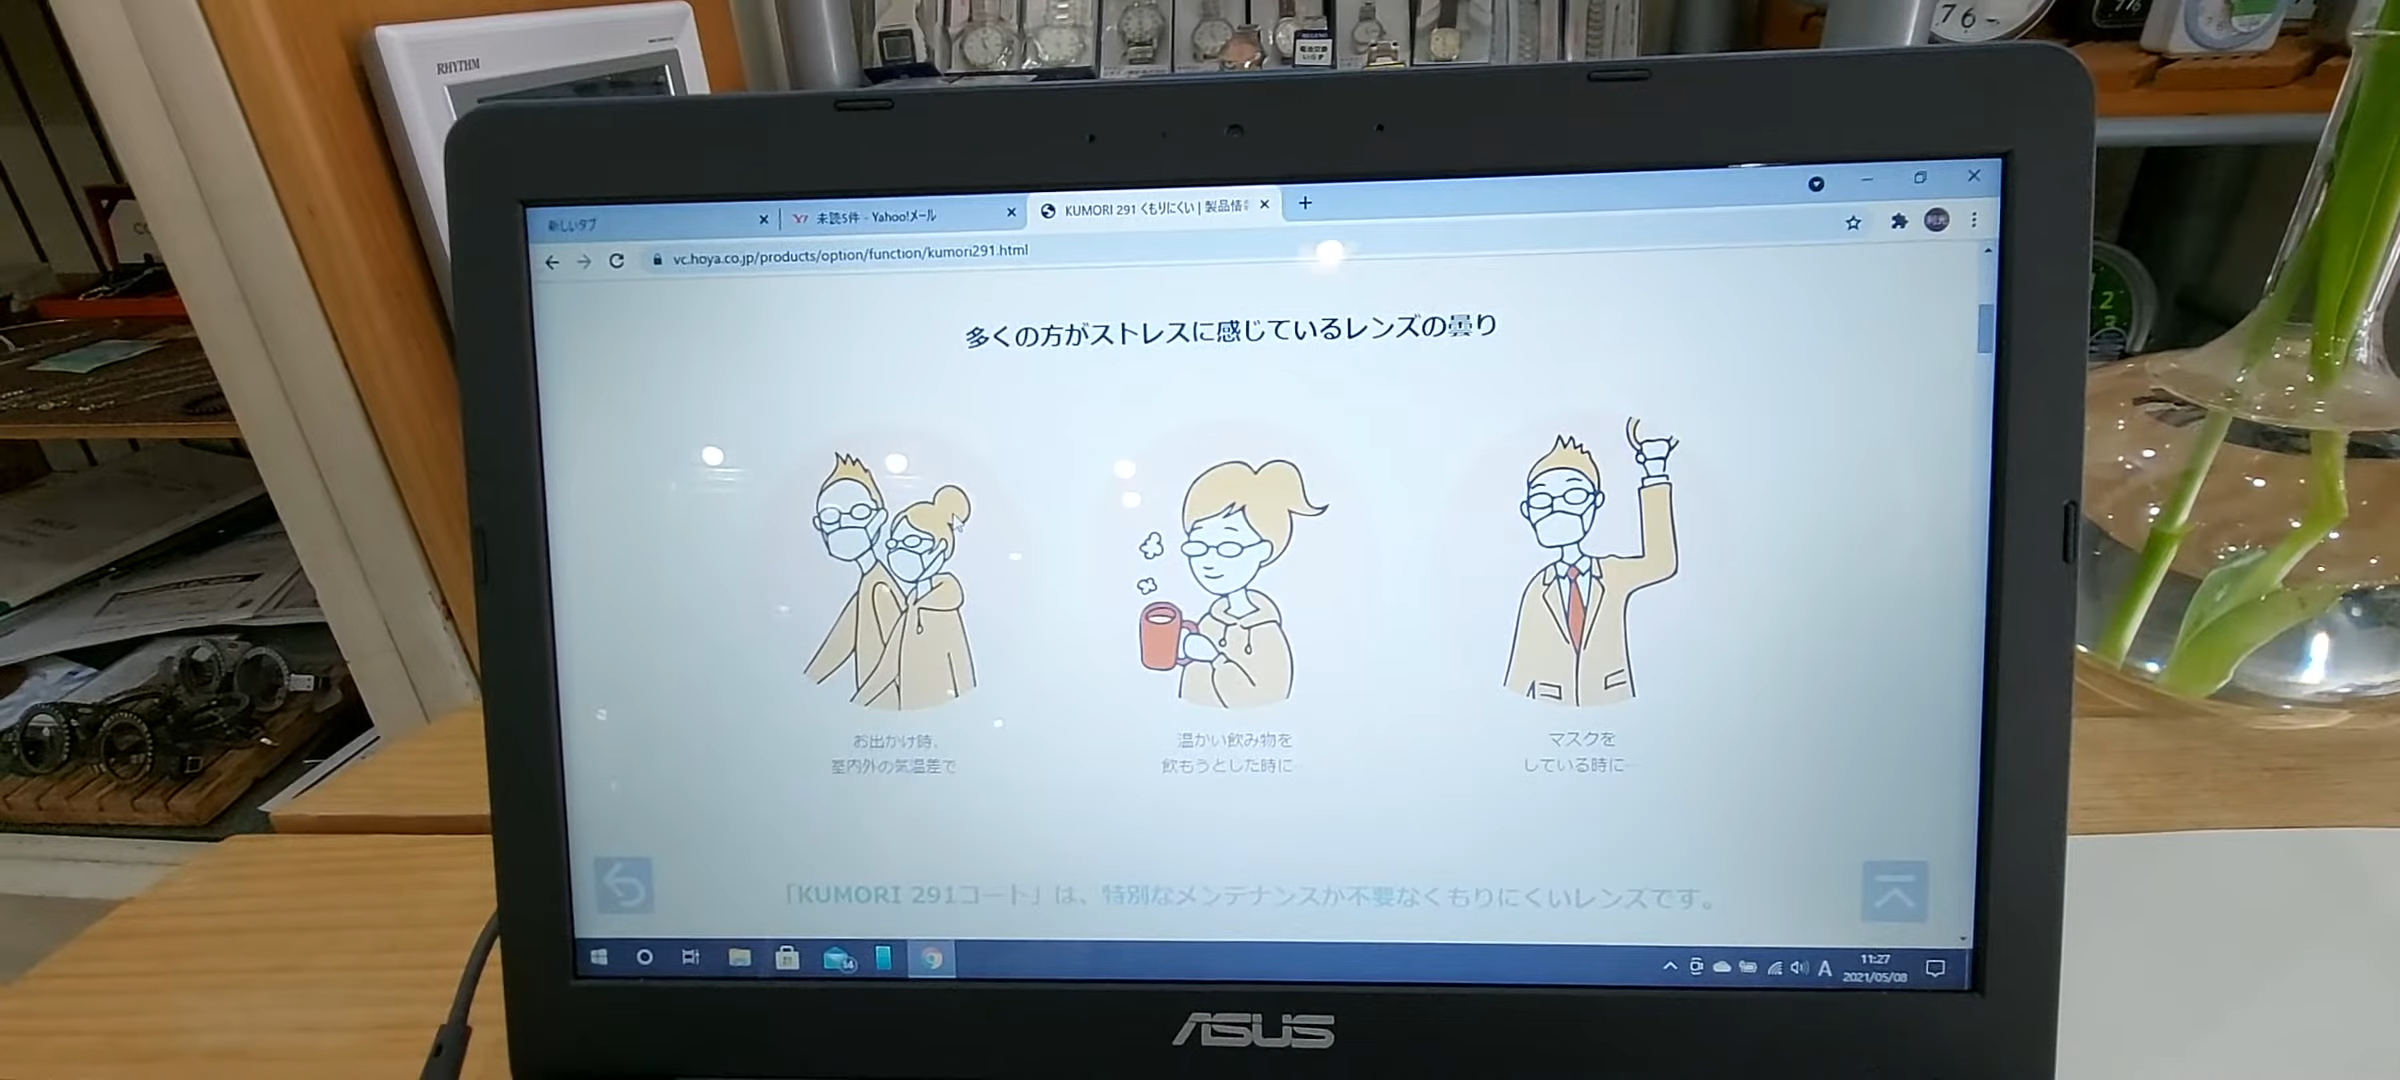 RHYTHM
新しいタブ
未読5件 - Yahoo!メール
KUMORI 291 くもりにくい | 製品情
vc.hoya.co.jp/products/option/function/kumori291.html
多くの方がストレスに感じているレンズの曇り
お出かけ時、
室内外の気温差で
温かい飲み物を
飲もうとした時に…
マスクを
している時に…
「KUMORI 291コート」は、特別なメンテナンスが不要なくもりにくいレンズです。
14
A
11:27
2021/05/08
ASUS